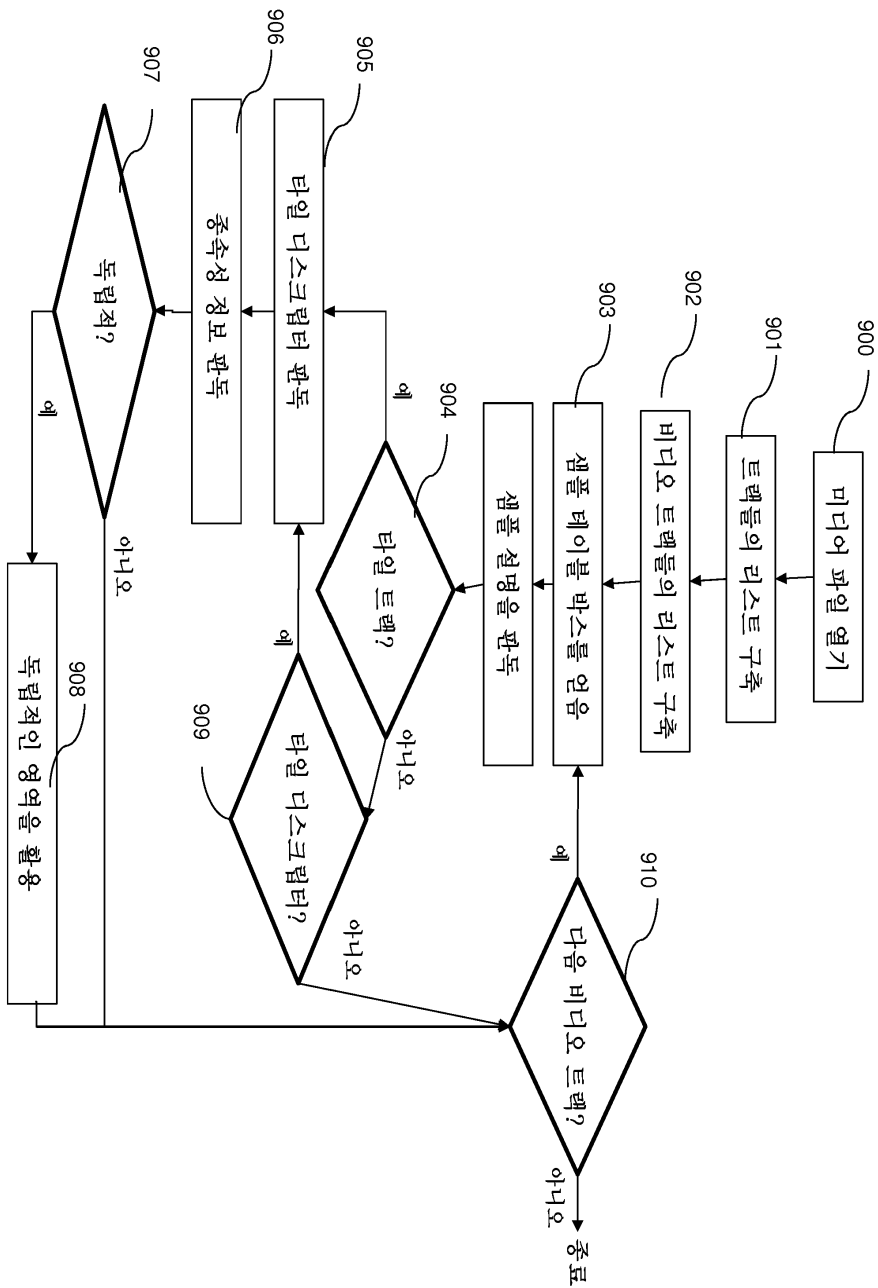 900
미디어 파일 열기
901
트랙들의 리스트 구축
902
비디오 트랙들의 리스트 구축
903
샘플 테이블 박스를 얻음
샘플 설명을 판독
904
타일 트랙?
예
아니오
905
타일 디스크립터 판독
906
종속성 정보 판독
907
독립적?
예
아니오
908
독립적인 영역을 활용
909
타일 디스크립터?
예
아니오
910
다음 비디오 트랙?
예
아니오
종료